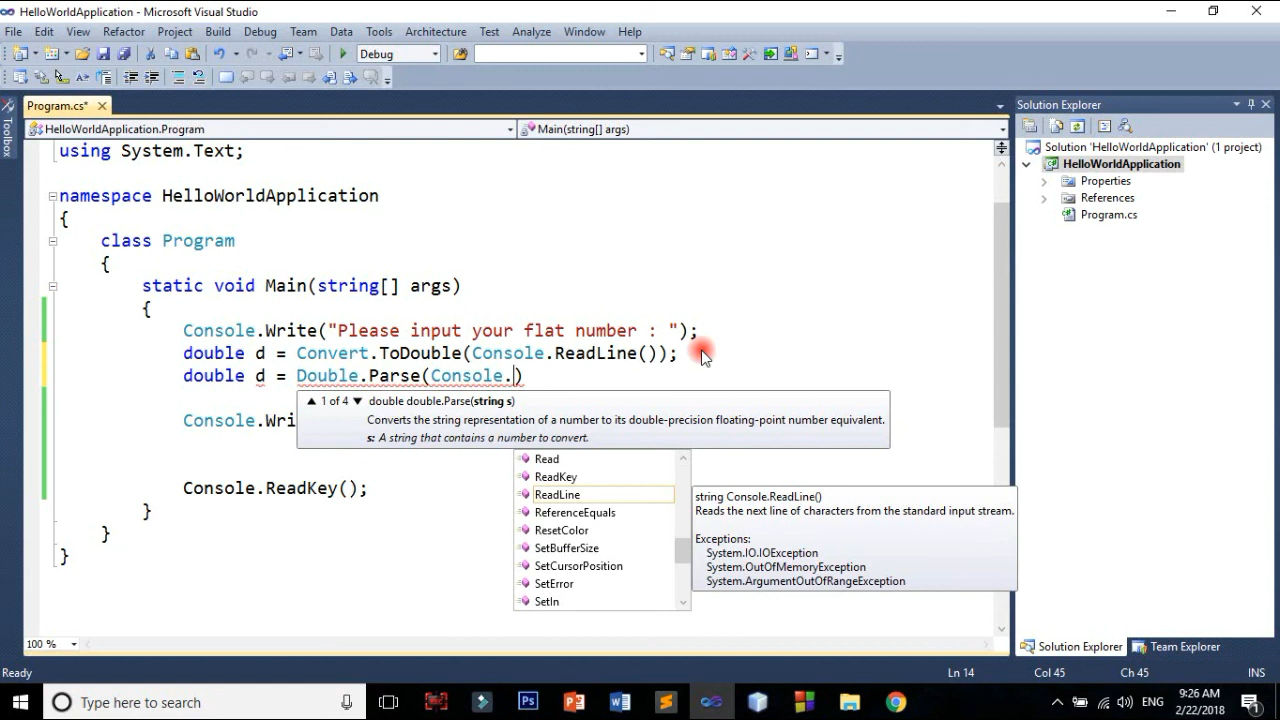 HelloWorldApplication - Microsoft Visual Studio
File Edit View Refactor Project Build Debug Team Data Tools Architecture Test Analyze Window Help
Debug
Program.cs*
HelloWorldApplication.Program
Main(string[] args)
Toolbox
using System.Text;
namespace HelloWorldApplication
{
class Program
{
static void Main(string[] args)
{
Console.Write("Please input your flat number : ");
double d = Convert.ToDouble(Console.ReadLine());
double d = Double.Parse(Console.)
1 of 4 double double.Parse(string s)
Converts the string representation of a number to its double-precision floating-point number equivalent.
s: A string that contains a number to convert.
Console.Wri
Read
ReadKey
ReadLine
ReferenceEquals
ResetColor
SetBufferSize
SetCursorPosition
SetError
SetIn
string Console.ReadLine()
Reads the next line of characters from the standard input stream.
Exceptions:
System.IO.IOException
System.OutOfMemoryException
System.ArgumentOutOfRangeException
Console.ReadKey();
}
}
}
100 %
Solution Explorer
Solution 'HelloWorldApplication' (1 project)
HelloWorldApplication
Properties
References
Program.cs
Solution Explorer Team Explorer
Ready Ln 14 Col 45 Ch 45 INS
Type here to search
ENG
9:26 AM
2/22/2018